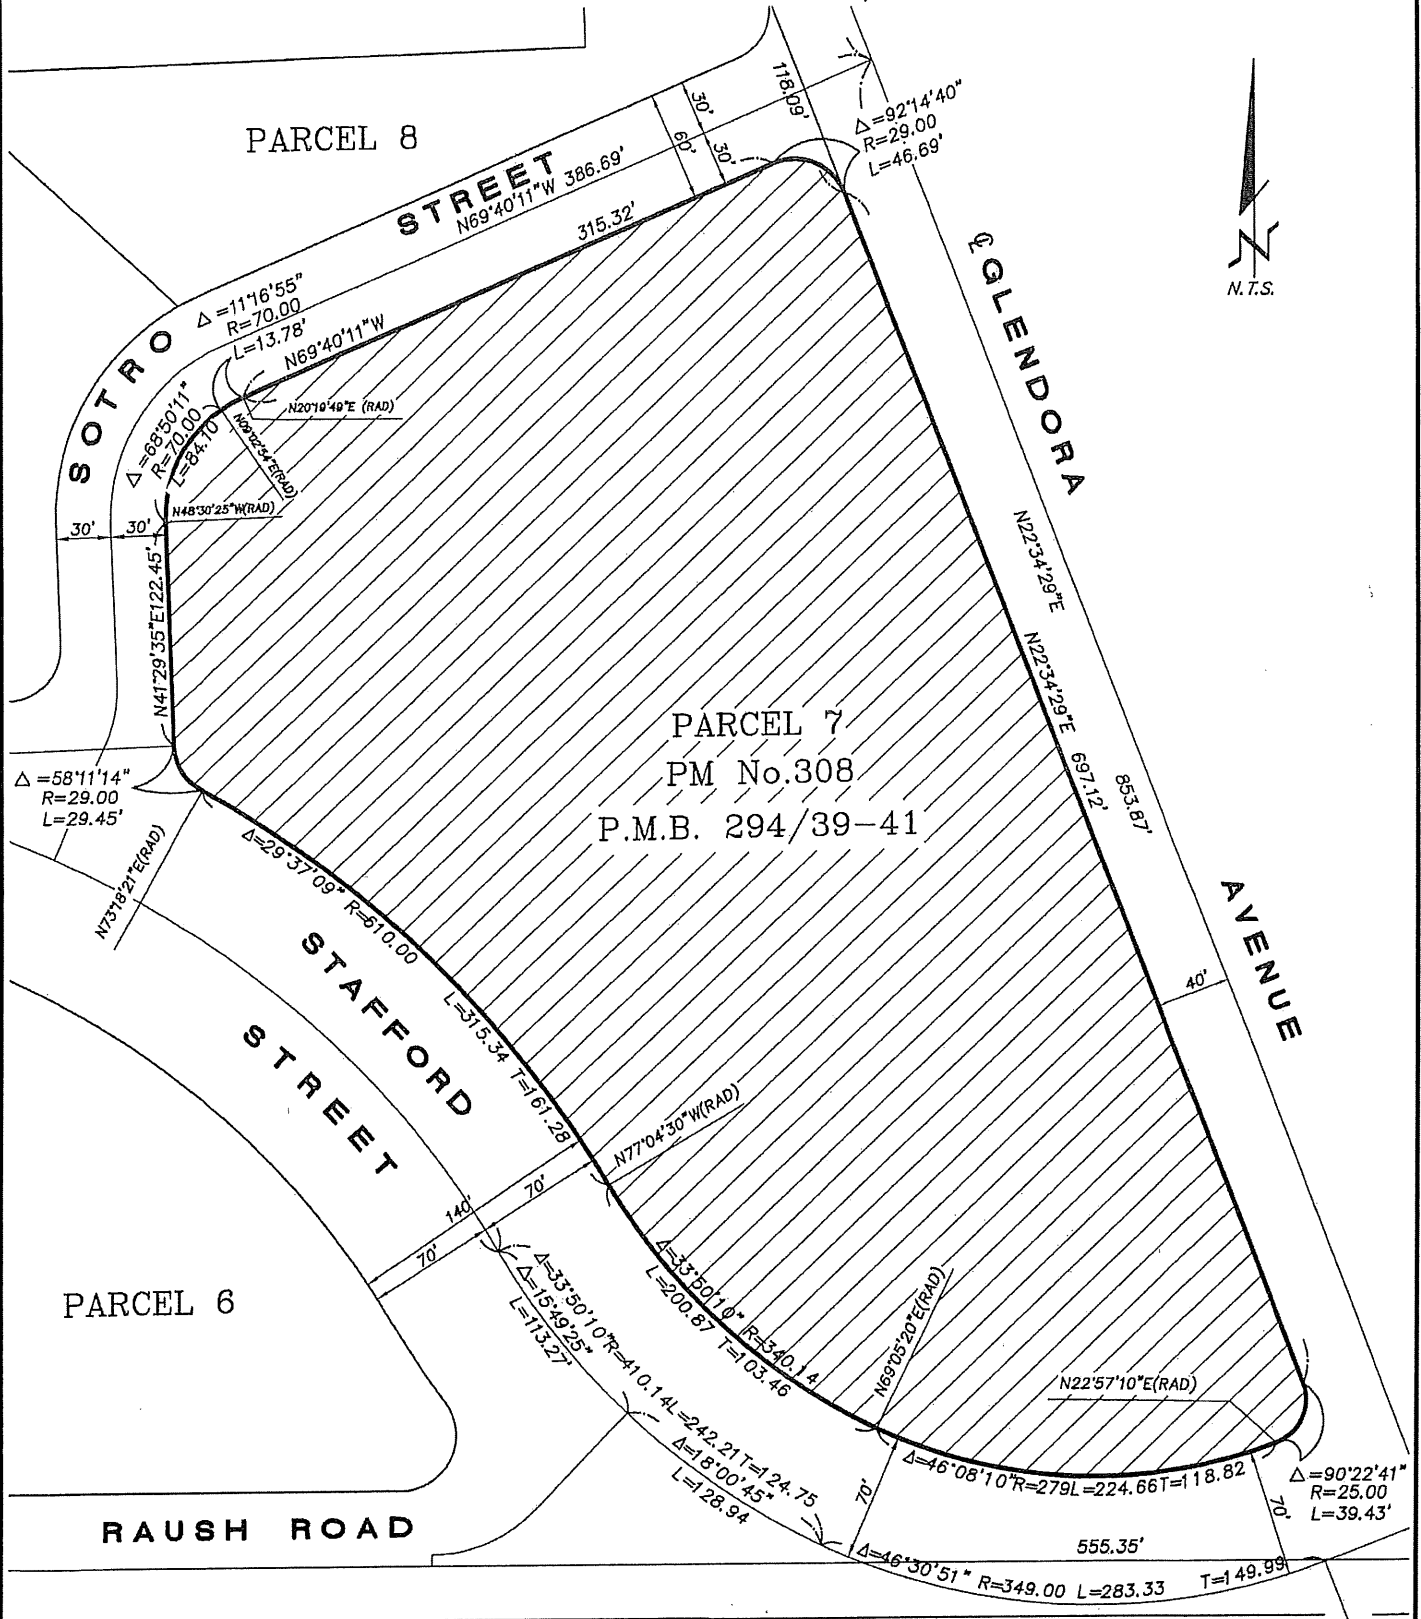 PARCEL 8
118.09'
30'
60'
30'
Δ=92°14'40"
R=29.00
L=46.69'
STREET
N69°40'11"W 386.69'
315.32'
℄ GLENDORA
N.T.S.
Δ=11°16'55"
R=70.00
L=13.78'
N69°40'11"W
SOTRO
N20°19'49"E (RAD)
Δ=68°50'11"
R=70.00
L=84.10'
N09°02'54"E(RAD)
N48°30'25"W(RAD)
30'
30'
N41°29'35"E122.45'
N22°34'29"E
N22°34'29"E 697.12'
853.87'
PARCEL 7
PM No.308
P.M.B. 294/39-41
Δ=58°11'14"
R=29.00
L=29.45'
N73°18'21"E(RAD)
Δ=29°37'09" R=610.00
L=315.34 T=161.28
AVENUE
40'
STAFFORD
STREET
N77°04'30"W(RAD)
140'
70'
70'
PARCEL 6
Δ=33°50'10" R=340.14
L=200.87 T=103.46
Δ=33°50'10"R=410.14L=242.21T=124.75
Δ=15°49'25"
L=113.27'
Δ=18°00'45"
L=128.94
N69°05'20"E(RAD)
N22°57'10"E(RAD)
Δ=46°08'10"R=279L=224.66T=118.82
70'
70'
Δ=90°22'41"
R=25.00
L=39.43'
RAUSH ROAD
555.35'
Δ=46°30'51" R=349.00 L=283.33 T=149.99